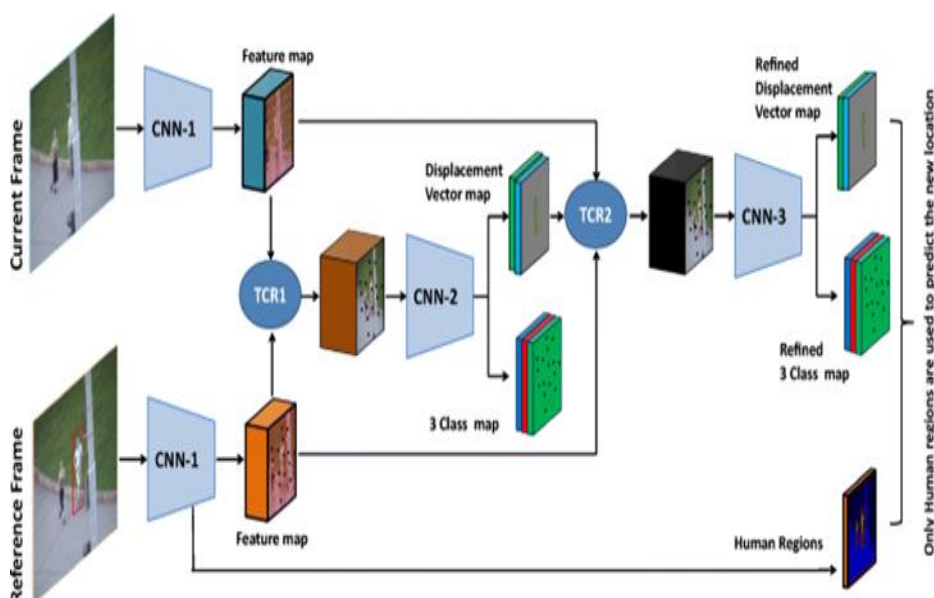 Current Frame
CNN-1
Feature map
TCR1
Reference Frame
CNN-1
Feature map
CNN-2
Displacement
Vector map
3 Class map
TCR2
CNN-3
Refined
Displacement
Vector map
Refined
3 Class map
Human Regions
Only Human regions are used to predict the new location